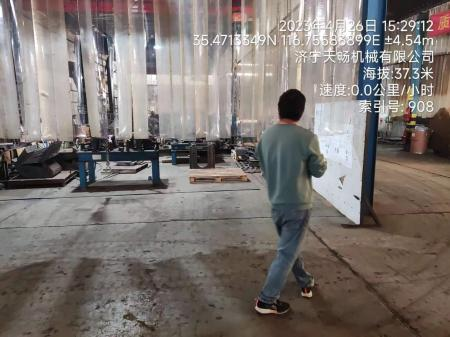 2023年4月26日 15:29:12
35.4713349N 116.75585899E ±4.54m
济宁天畅机械有限公司
海拔:37.3米
速度:0.0公里/小时
索引号: 908
质